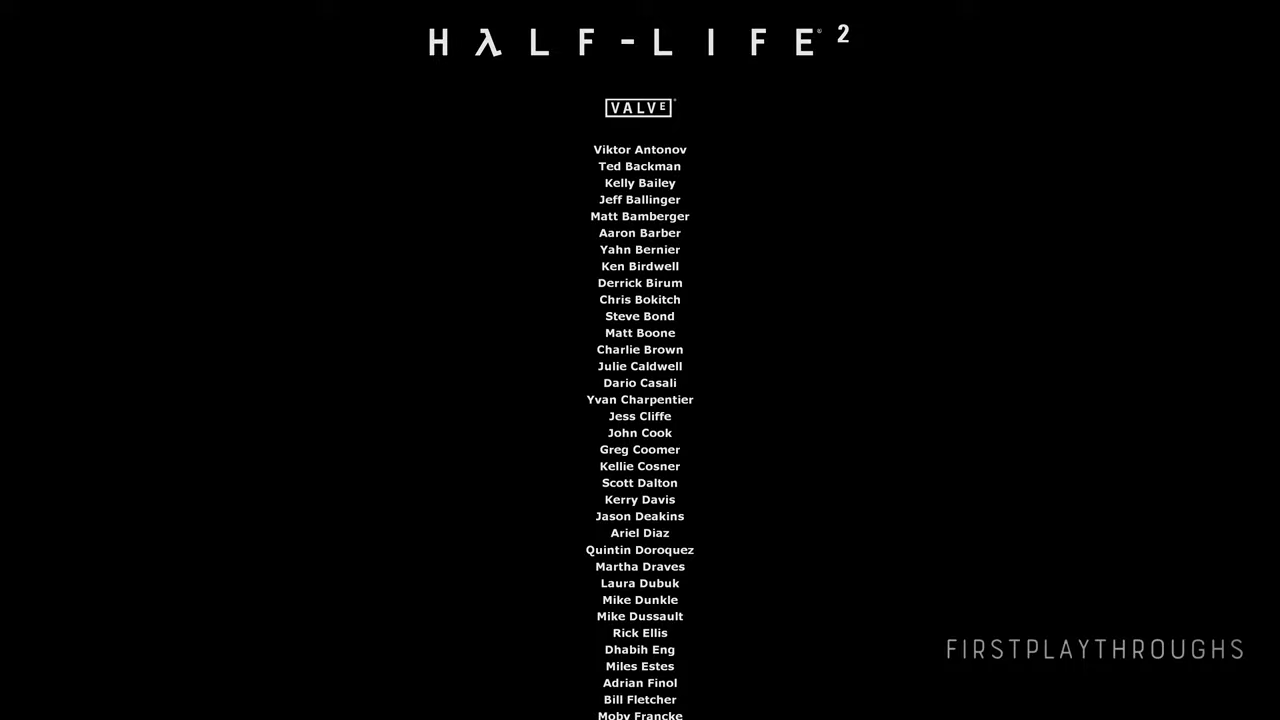 HλLF-LIFE® 2
VALVE®
Viktor Antonov
Ted Backman
Kelly Bailey
Jeff Ballinger
Matt Bamberger
Aaron Barber
Yahn Bernier
Ken Birdwell
Derrick Birum
Chris Bokitch
Steve Bond
Matt Boone
Charlie Brown
Julie Caldwell
Dario Casali
Yvan Charpentier
Jess Cliffe
John Cook
Greg Coomer
Kellie Cosner
Scott Dalton
Kerry Davis
Jason Deakins
Ariel Diaz
Quintin Doroquez
Martha Draves
Laura Dubuk
Mike Dunkle
Mike Dussault
Rick Ellis
Dhabih Eng
Miles Estes
Adrian Finol
Bill Fletcher
Moby Francke
FIRSTPLAYTHROUGHS